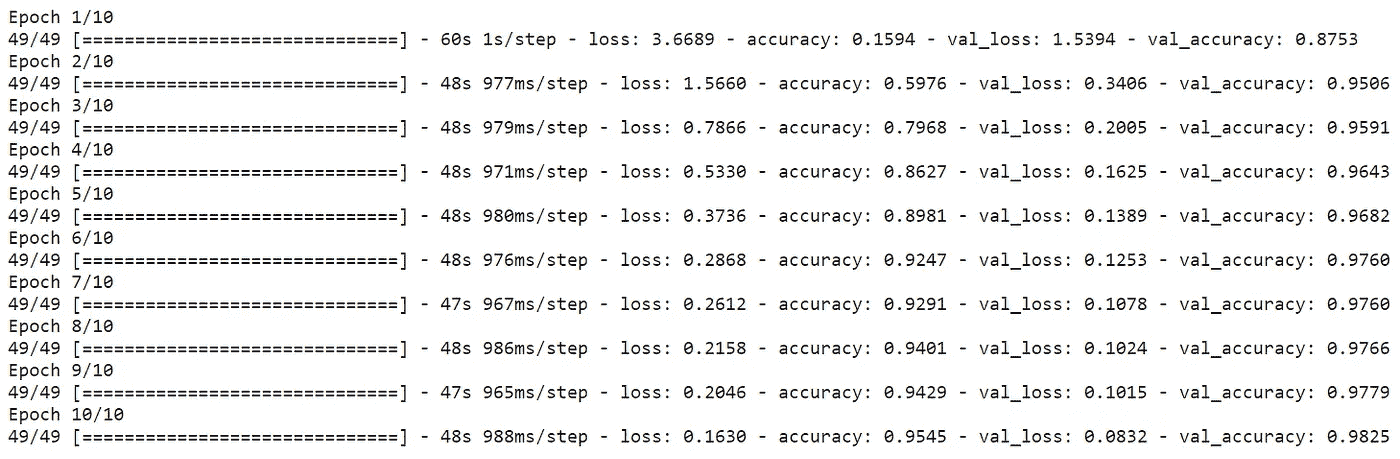 Epoch 1/10
49/49 [==============================] - 60s 1s/step - loss: 3.6689 - accuracy: 0.1594 - val_loss: 1.5394 - val_accuracy: 0.8753
Epoch 2/10
49/49 [==============================] - 48s 977ms/step - loss: 1.5660 - accuracy: 0.5976 - val_loss: 0.3406 - val_accuracy: 0.9506
Epoch 3/10
49/49 [==============================] - 48s 979ms/step - loss: 0.7866 - accuracy: 0.7968 - val_loss: 0.2005 - val_accuracy: 0.9591
Epoch 4/10
49/49 [==============================] - 48s 971ms/step - loss: 0.5330 - accuracy: 0.8627 - val_loss: 0.1625 - val_accuracy: 0.9643
Epoch 5/10
49/49 [==============================] - 48s 980ms/step - loss: 0.3736 - accuracy: 0.8981 - val_loss: 0.1389 - val_accuracy: 0.9682
Epoch 6/10
49/49 [==============================] - 48s 976ms/step - loss: 0.2868 - accuracy: 0.9247 - val_loss: 0.1253 - val_accuracy: 0.9760
Epoch 7/10
49/49 [==============================] - 47s 967ms/step - loss: 0.2612 - accuracy: 0.9291 - val_loss: 0.1078 - val_accuracy: 0.9760
Epoch 8/10
49/49 [==============================] - 48s 986ms/step - loss: 0.2158 - accuracy: 0.9401 - val_loss: 0.1024 - val_accuracy: 0.9766
Epoch 9/10
49/49 [==============================] - 47s 965ms/step - loss: 0.2046 - accuracy: 0.9429 - val_loss: 0.1015 - val_accuracy: 0.9779
Epoch 10/10
49/49 [==============================] - 48s 988ms/step - loss: 0.1630 - accuracy: 0.9545 - val_loss: 0.0832 - val_accuracy: 0.9825